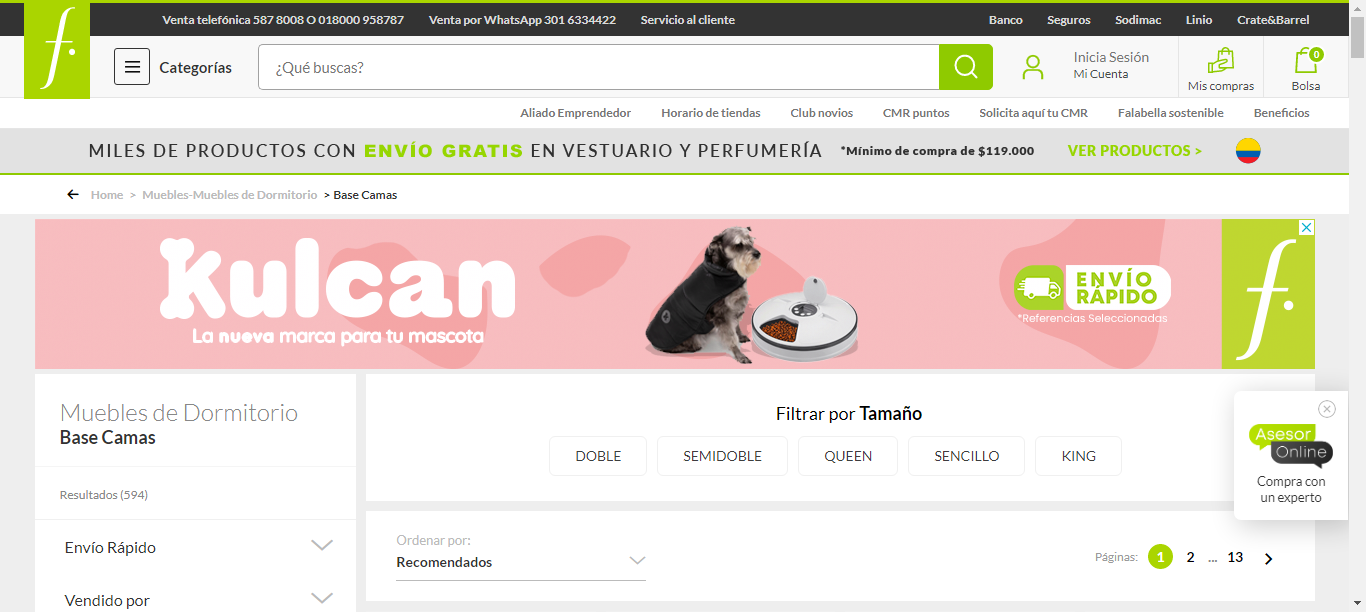 Venta telefónica 587 8008 O 018000 958787 Venta por WhatsApp 301 6334422 Servicio al cliente Banco Seguros Sodimac Linio Crate&Barrel
f.
Categorías ¿Qué buscas? Inicia Sesión
Mi Cuenta
Mis compras
0
Bolsa
Aliado Emprendedor Horario de tiendas Club novios CMR puntos Solicita aquí tu CMR Falabella sostenible Beneficios
MILES DE PRODUCTOS CON ENVÍO GRATIS EN VESTUARIO Y PERFUMERÍA *Mínimo de compra de $119.000 VER PRODUCTOS >
Home > Muebles-Muebles de Dormitorio > Base Camas
Kulcan
La nueva marca para tu mascota
ENVÍO
RÁPIDO
*Referencias Seleccionadas
f.
Muebles de Dormitorio
Base Camas
Resultados (594)
Envío Rápido
Vendido por
Filtrar por Tamaño
DOBLE SEMIDOBLE QUEEN SENCILLO KING
Ordenar por:
Recomendados
Páginas: 1 2 ... 13
Asesor
Online
Compra con
un experto